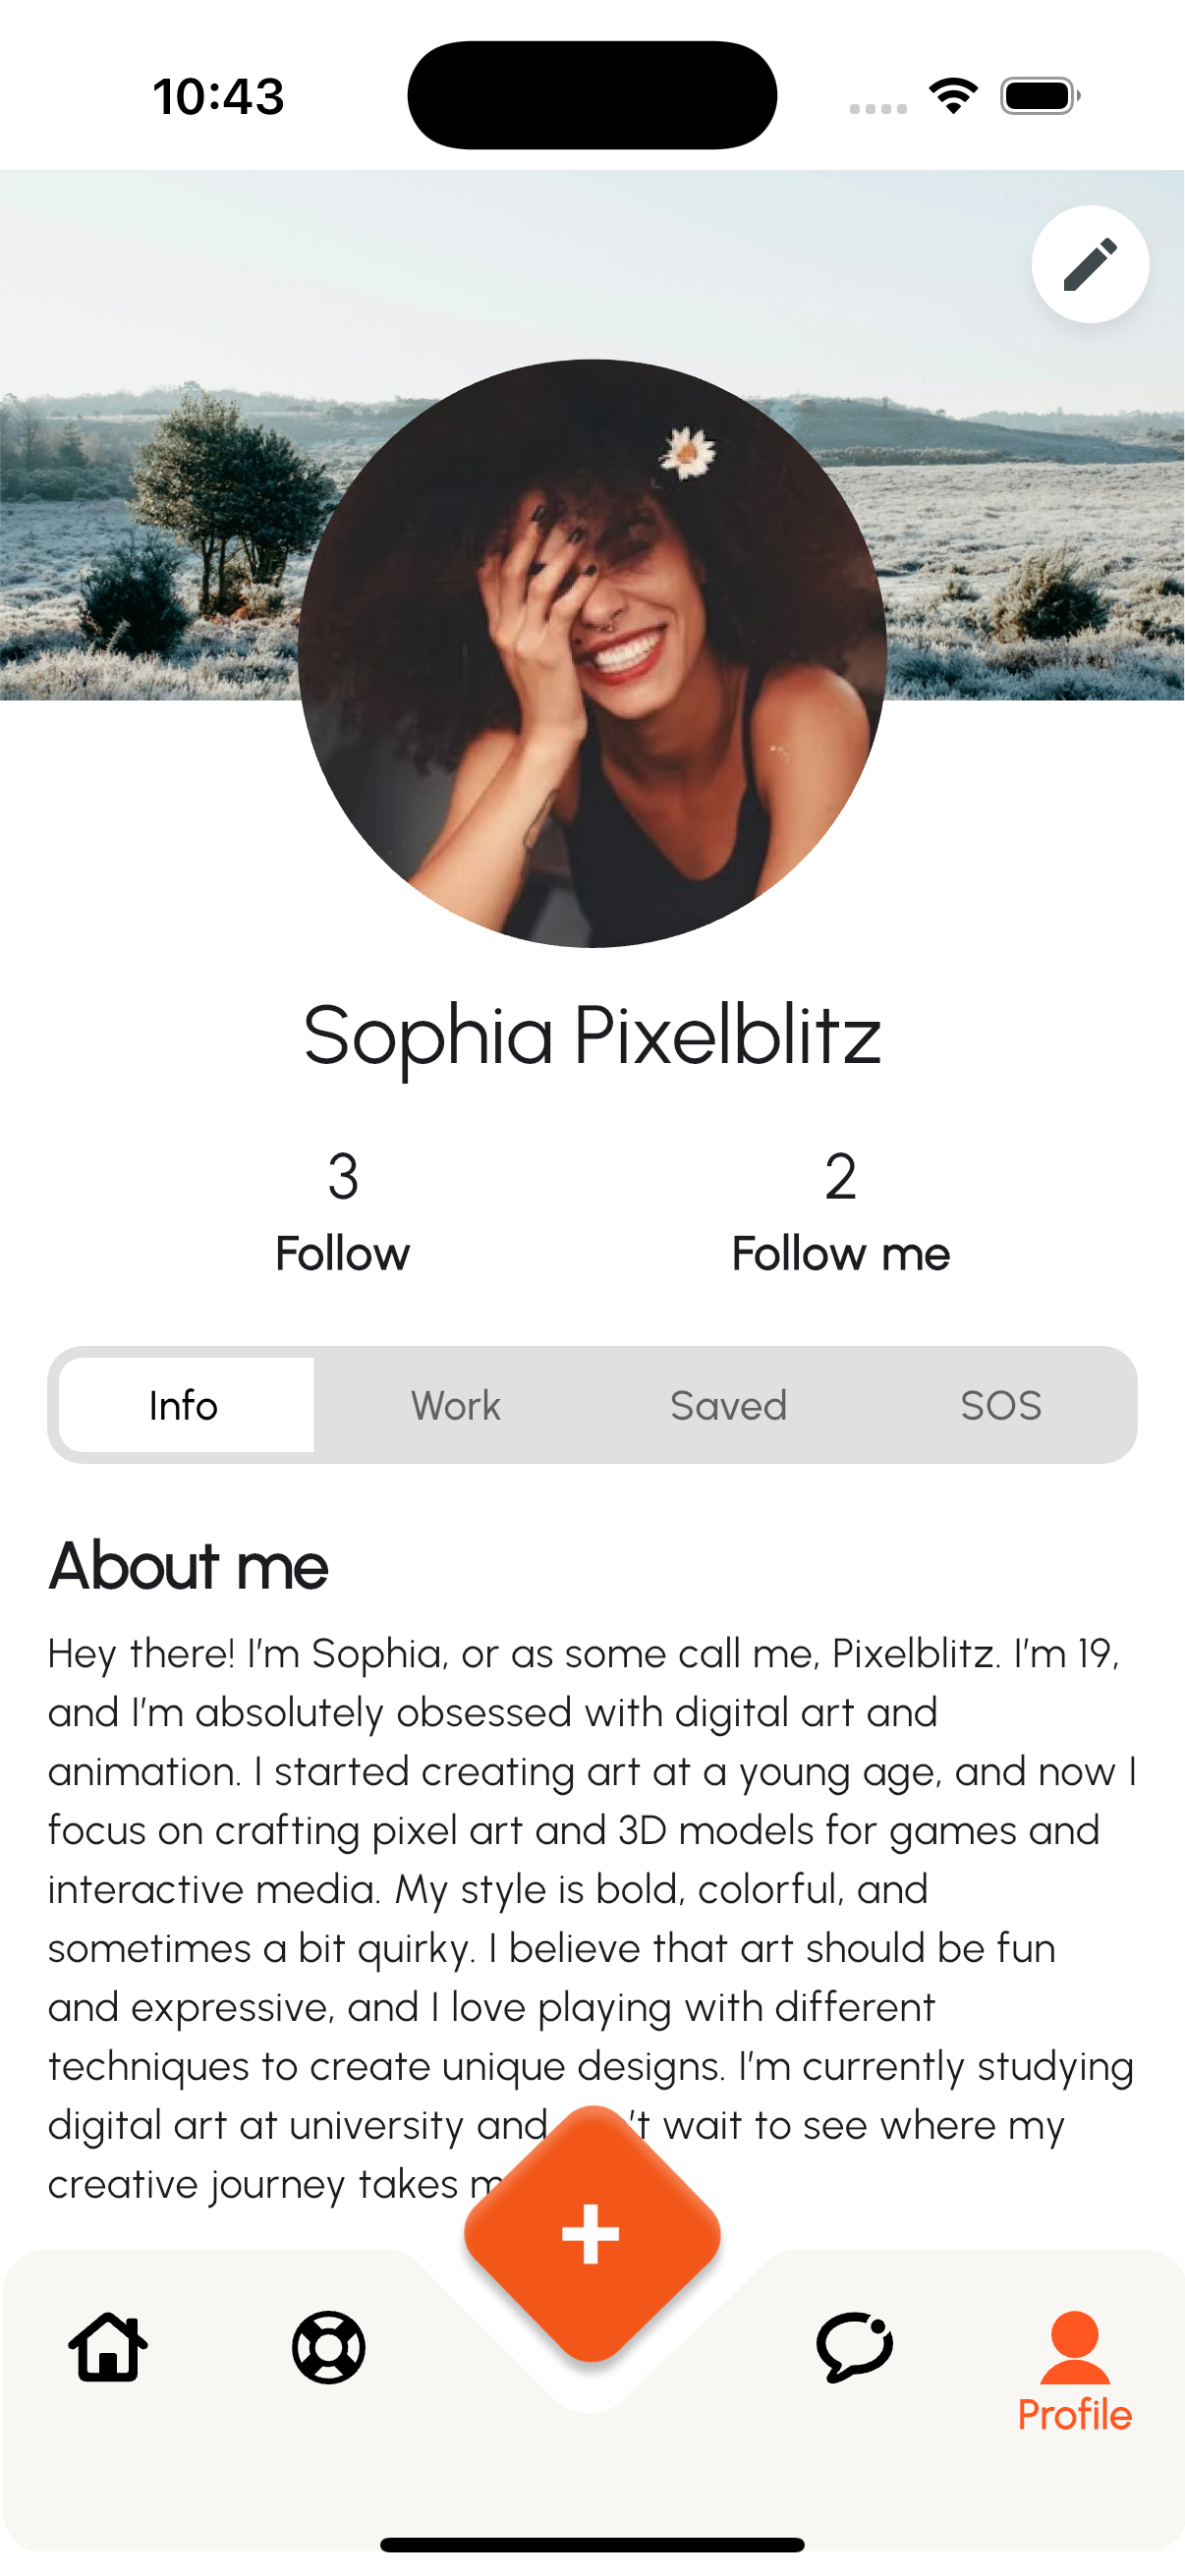 10:43
Sophia Pixelblitz
3
2
Follow
Follow me
Info
Work
Saved
SOS
About me
Hey there! I'm Sophia, or as some call me, Pixelblitz. I'm 19,
and I'm absolutely obsessed with digital art and
animation. I started creating art at a young age, and now I
focus on crafting pixel art and 3D models for games and
interactive media. My style is bold, colorful, and
sometimes a bit quirky. I believe that art should be fun
and expressive, and I love playing with different
techniques to create unique designs. I'm currently studying
digital art at university and 't wait to see where my
creative journey takes
Profile